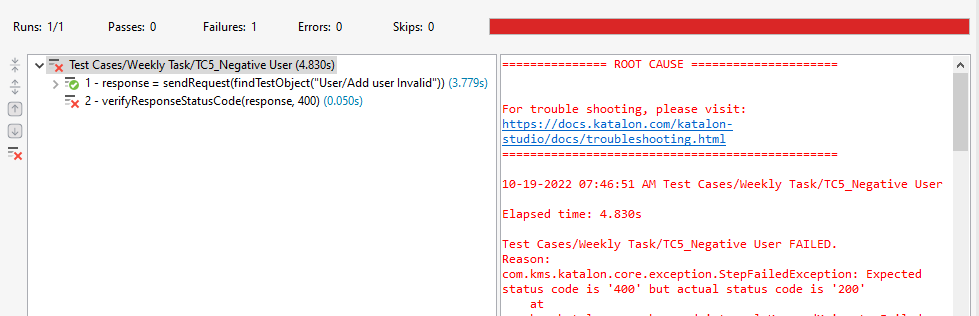 Runs: 1/1 Passes: 0 Failures: 1 Errors: 0 Skips: 0
Test Cases/Weekly Task/TC5_Negative User (4.830s)
1 - response = sendRequest(findTestObject("User/Add user Invalid")) (3.779s)
2 - verifyResponseStatusCode(response, 400) (0.050s)
=============== ROOT CAUSE =====================
For trouble shooting, please visit:
https://docs.katalon.com/katalon-
studio/docs/troubleshooting.html
================================================
10-19-2022 07:46:51 AM Test Cases/Weekly Task/TC5_Negative User
Elapsed time: 4.830s
Test Cases/Weekly Task/TC5_Negative User FAILED.
Reason:
com.kms.katalon.core.exception.StepFailedException: Expected
status code is '400' but actual status code is '200'
at